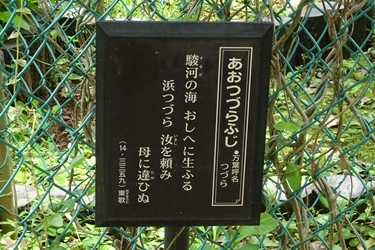 あおつづらふじ・万葉呼名 つづら
駿河の海 おしへに生ふる
浜つづら 汝を頼み
母に違ひぬ
(14・三三五九) 東歌